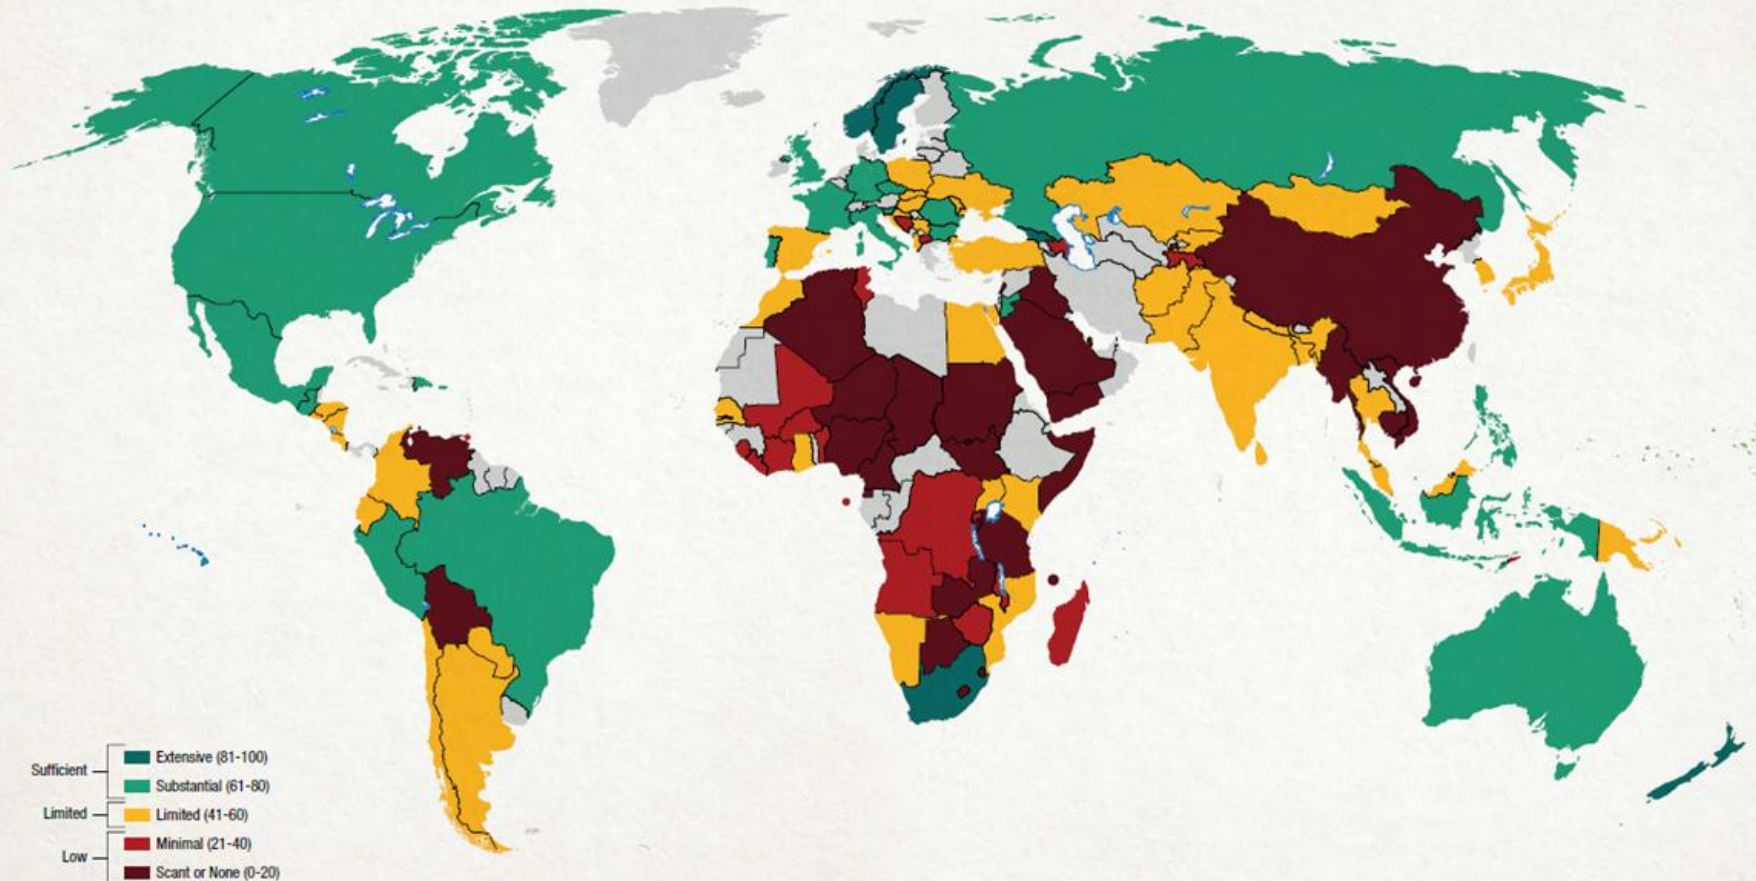 Sufficient
Extensive (81-100)
Substantial (61-80)
Limited
Limited (41-60)
Low
Minimal (21-40)
Scant or None (0-20)